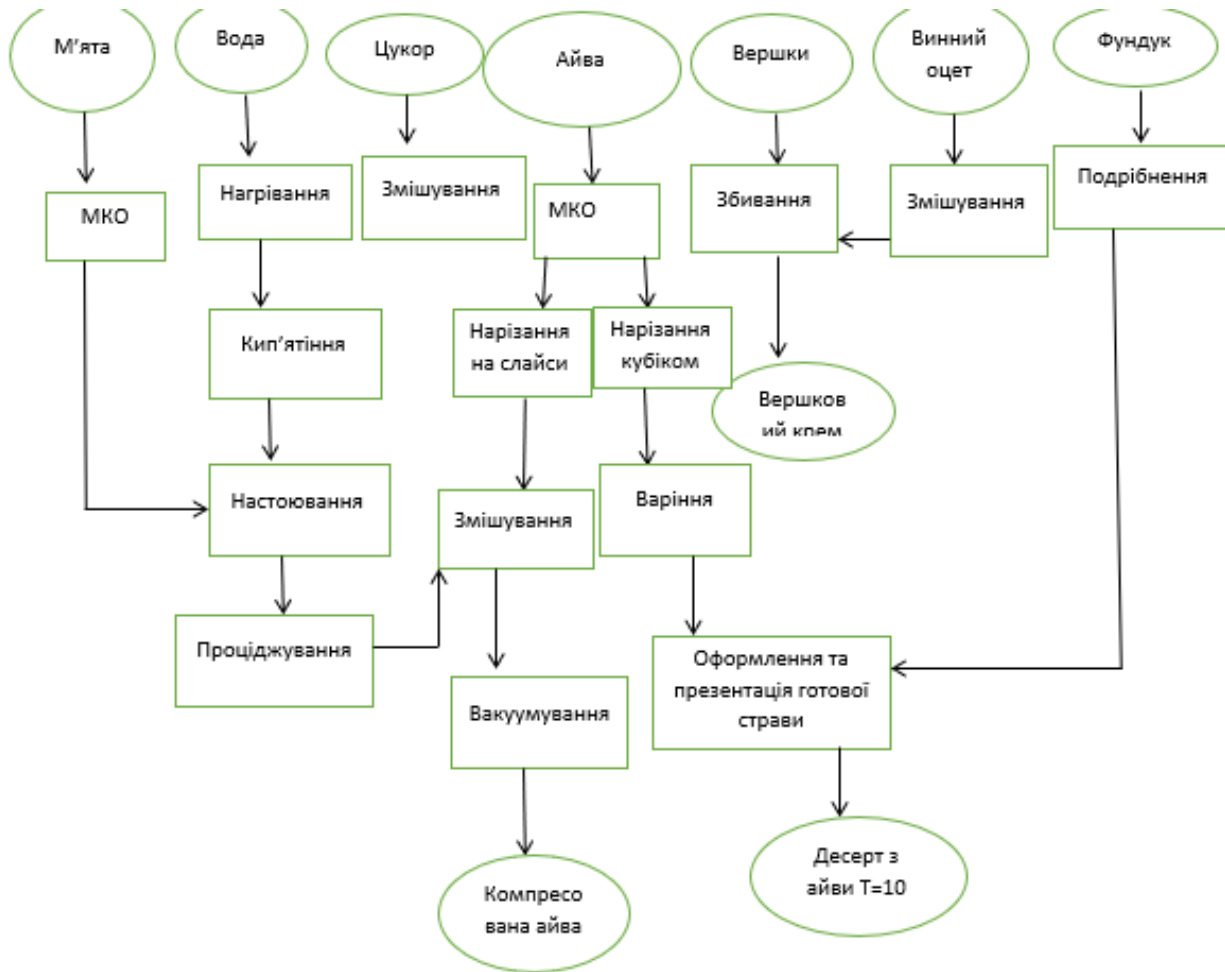 М’ята
Вода
Цукор
Айва
Вершки
Винний
оцет
Фундук
МКО
Нагрівання
Змішування
МКО
Збивання
Змішування
Подрібнення
Кип’ятіння
Нарізання
на слайси
Нарізання
кубіком
Вершков
ий крем
Настоювання
Змішування
Варіння
Проціджування
Вакуумування
Оформлення та
презентація готової
страви
Компресо
вана айва
Десерт з
айви Т=10